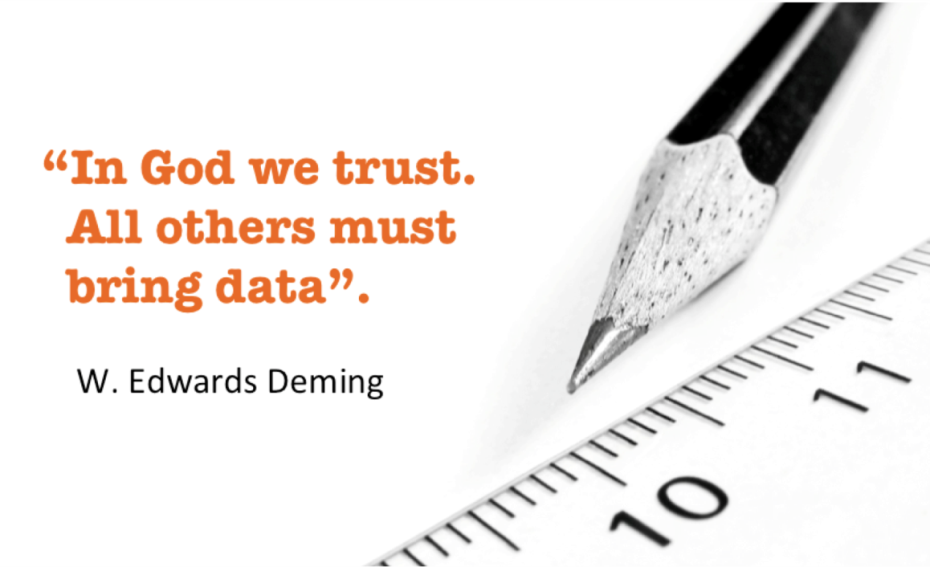 “In God we trust.
All others must
bring data”.
W. Edwards Deming
10
11